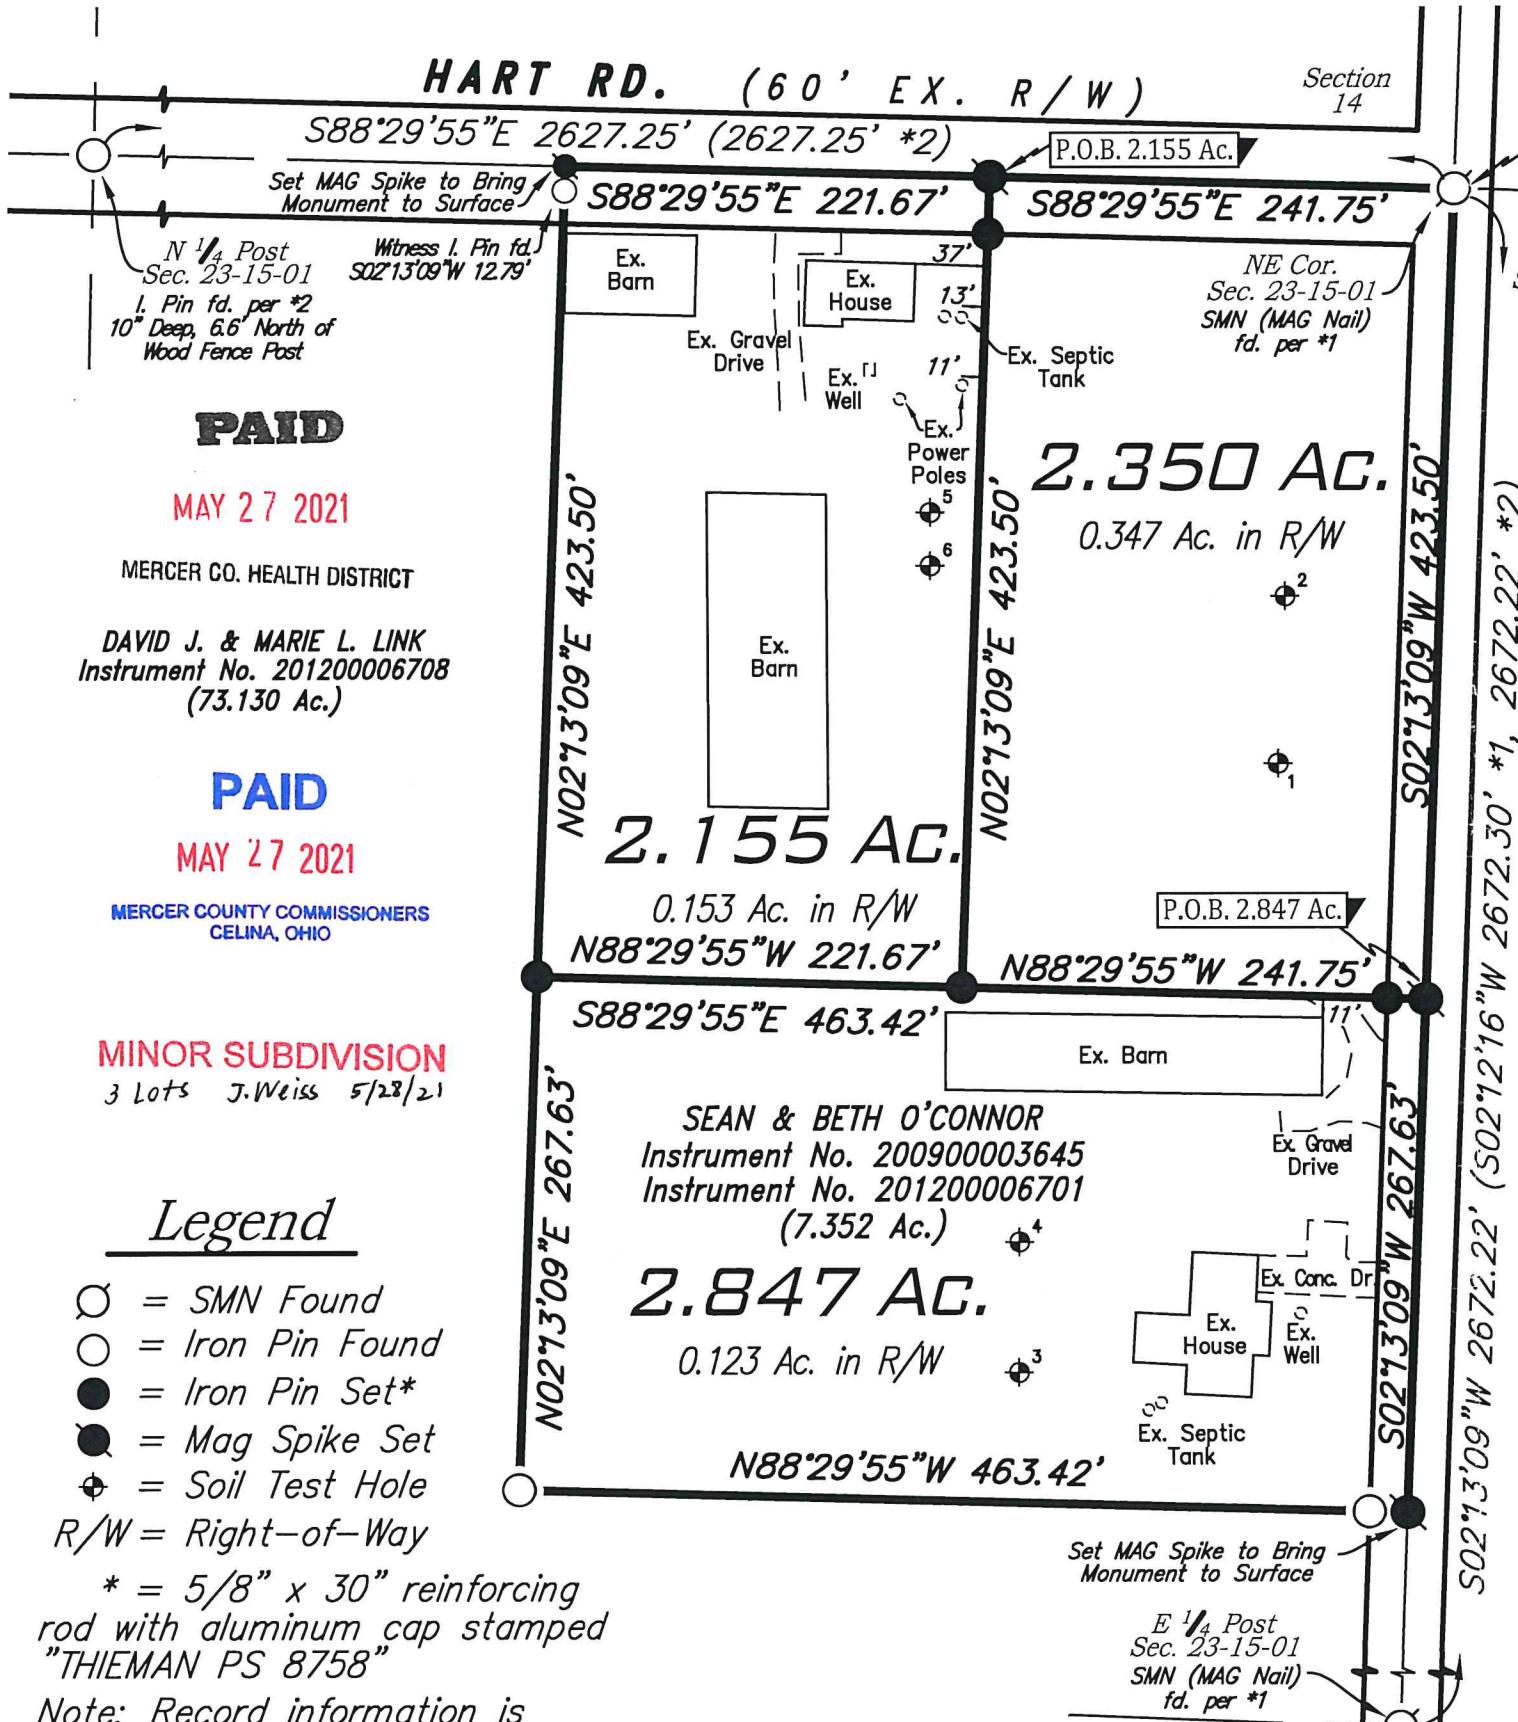 HART RD. (60' EX. R/W)
Section
14
S88°29'55"E 2627.25' (2627.25' *2)
P.O.B. 2.155 Ac.
Set MAG Spike to Bring
Monument to Surface
S88°29'55"E 221.67'
S88°29'55"E 241.75'
N 1/4 Post
Sec. 23-15-01
I. Pin fd. per *2
10" Deep, 6.6' North of
Wood Fence Post
Witness I. Pin fd.
S02°13'09"W 12.79'
Ex.
Barn
Ex.
House
37'
13'
11'
Ex. Gravel
Drive
Ex.
Well
Ex. Septic
Tank
Ex.
Power
Poles
NE Cor.
Sec. 23-15-01
SMN (MAG Nail)
fd. per *1
PAID
MAY 27 2021
MERCER CO. HEALTH DISTRICT
DAVID J. & MARIE L. LINK
Instrument No. 201200006708
(73.130 Ac.)
PAID
MAY 27 2021
MERCER COUNTY COMMISSIONERS
CELINA, OHIO
MINOR SUBDIVISION
3 Lots J.Weiss 5/28/21
N02°13'09"E 423.50'
5
6
Ex.
Barn
2.155 Ac.
0.153 Ac. in R/W
N88°29'55"W 221.67'
N02°13'09"E 423.50'
2.350 Ac.
0.347 Ac. in R/W
2
1
S02°13'09"W 423.50'
P.O.B. 2.847 Ac.
N88°29'55"W 241.75'
S88°29'55"E 463.42'
11'
Ex. Barn
SEAN & BETH O'CONNOR
Instrument No. 200900003645
Instrument No. 201200006701
(7.352 Ac.)
4
2.847 Ac.
0.123 Ac. in R/W
3
N02°13'09"E 267.63'
Ex. Gravel
Drive
Ex. Conc. Dr.
Ex.
House
Ex.
Well
Ex. Septic
Tank
S02°13'09"W 267.63'
N88°29'55"W 463.42'
Set MAG Spike to Bring
Monument to Surface
E 1/4 Post
Sec. 23-15-01
SMN (MAG Nail)
fd. per *1
S02°13'09"W 2672.22' (S02°12'16"W 2672.30' *1, 2672.22' *2)
Legend
= SMN Found
= Iron Pin Found
= Iron Pin Set*
= Mag Spike Set
= Soil Test Hole
R/W = Right-of-Way
* = 5/8" x 30" reinforcing
rod with aluminum cap stamped
"THIEMAN PS 8758"
Note: Record information is